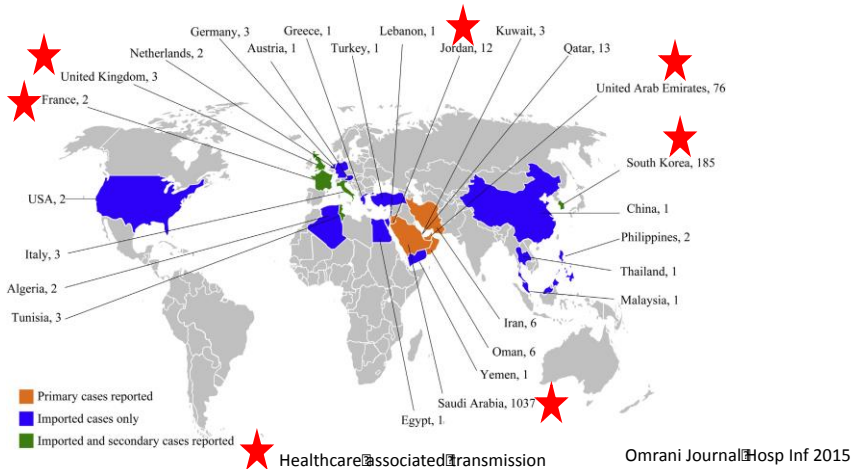 Germany, 3
Greece, 1
Lebanon, 1
Kuwait, 3
Netherlands, 2
Austria, 1
Turkey, 1
Jordan, 12
Qatar, 13
United Kingdom, 3
United Arab Emirates, 76
France, 2
South Korea, 185
USA, 2
China, 1
Philippines, 2
Italy, 3
Thailand, 1
Algeria, 2
Malaysia, 1
Tunisia, 3
Iran, 6
Oman, 6
Yemen, 1
Saudi Arabia, 1037
Egypt, 1
Primary cases reported
Imported cases only
Imported and secondary cases reported
Healthcare associated transmission
Omrani Journal Hosp Inf 2015